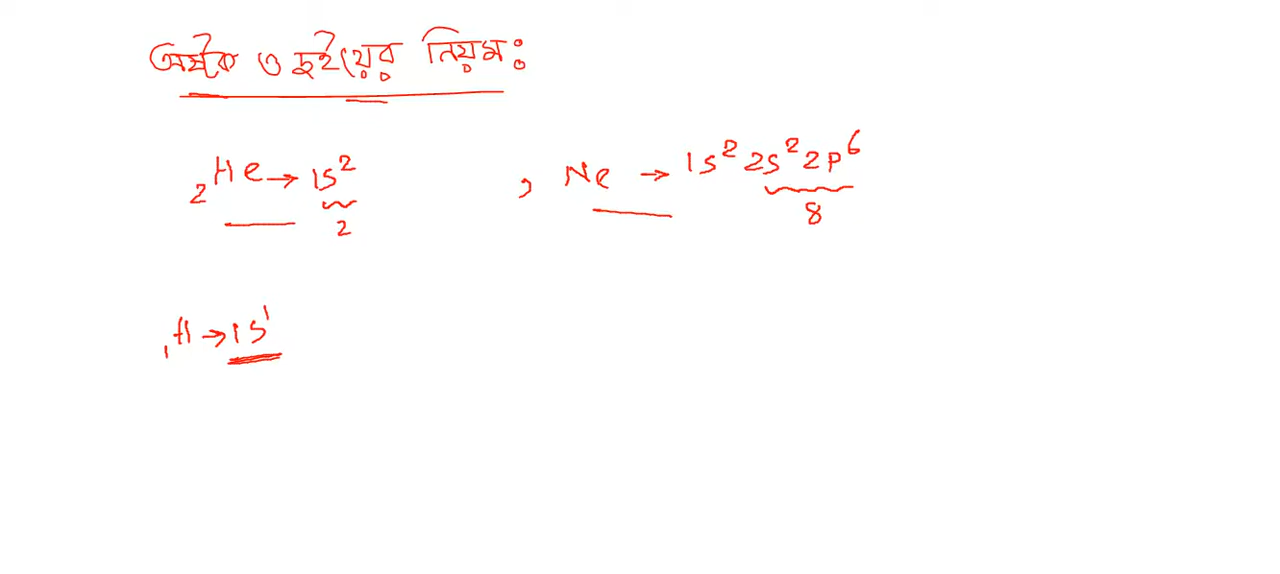 অষ্টক ও দুইয়ের নিয়ম:
₂He → 1s² , Ne → 1s² 2s² 2p⁶
2 8
₁H → 1s¹